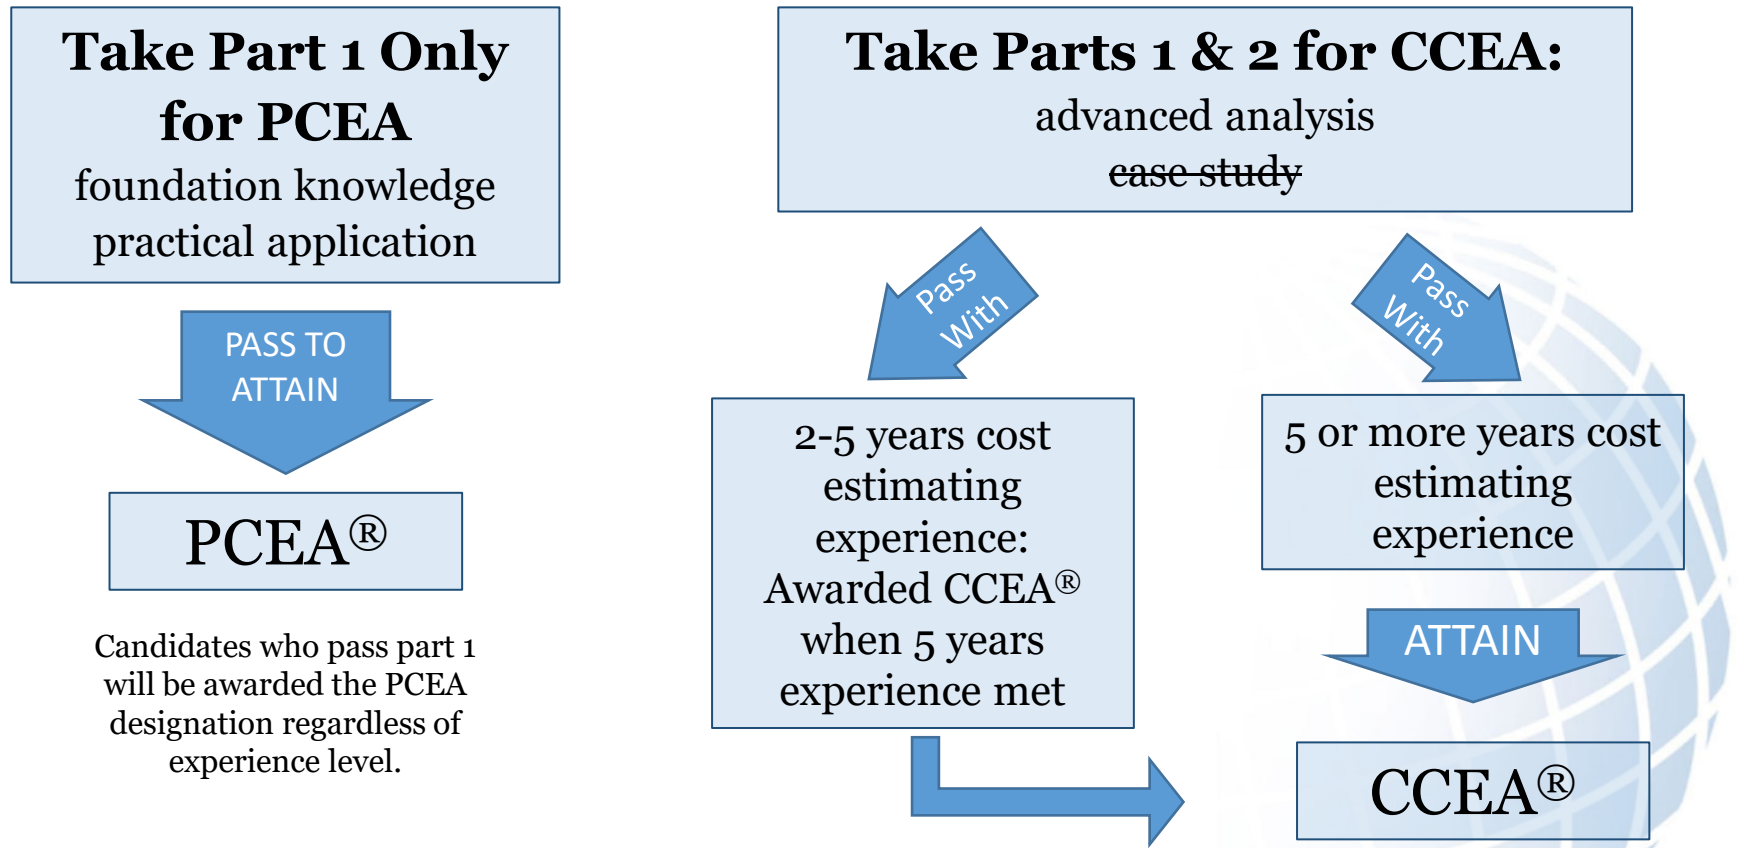 Take Part 1 Only
for PCEA
foundation knowledge
practical application
PASS TO
ATTAIN
PCEA®
Candidates who pass part 1
will be awarded the PCEA
designation regardless of
experience level.
Take Parts 1 & 2 for CCEA:
advanced analysis
case study
Pass
With
2-5 years cost
estimating
experience:
Awarded CCEA®
when 5 years
experience met
Pass
With
5 or more years cost
estimating
experience
ATTAIN
CCEA®